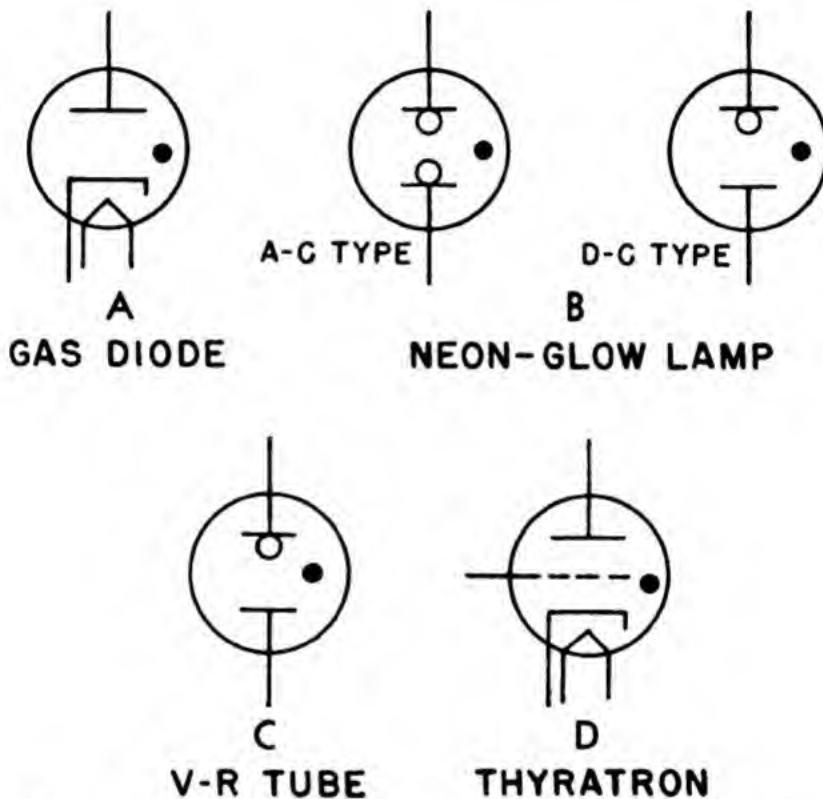 A-C TYPE
D-C TYPE
A
B
GAS DIODE
NEON-GLOW LAMP
C
D
V-R TUBE
THYRATRON